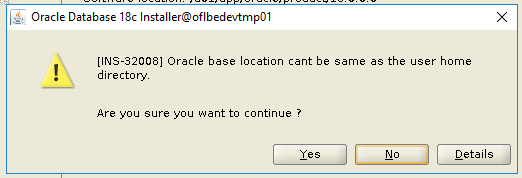 Oracle Database 18c Installer@oflbedevtmp01
[INS-32008] Oracle base location cant be same as the user home
directory.
Are you sure you want to continue ?
Yes No Details